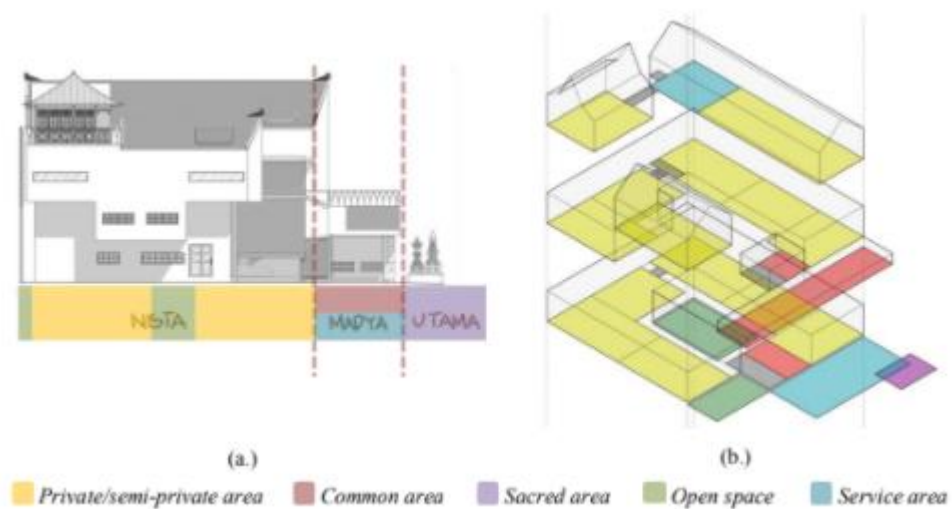 NISTA
MADYA
UTAMA
(a.)
(b.)
Private/semi-private area
Common area
Sacred area
Open space
Service area